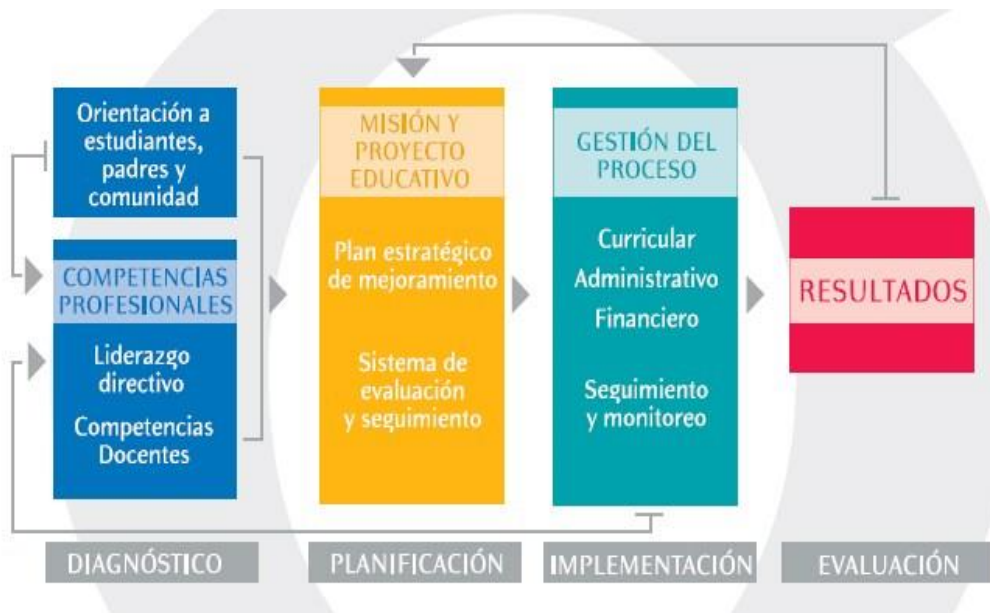 Orientación a
estudiantes,
padres y
comunidad
COMPETENCIAS
PROFESIONALES
Liderazgo
directivo
Competencias
Docentes
MISIÓN Y
PROYECTO
EDUCATIVO
Plan estratégico
de mejoramiento
Sistema de
evaluación
y seguimiento
GESTIÓN DEL
PROCESO
Curricular
Administrativo
Financiero
Seguimiento
y monitoreo
RESULTADOS
DIAGNÓSTICO
PLANIFICACIÓN
IMPLEMENTACIÓN
EVALUACIÓN